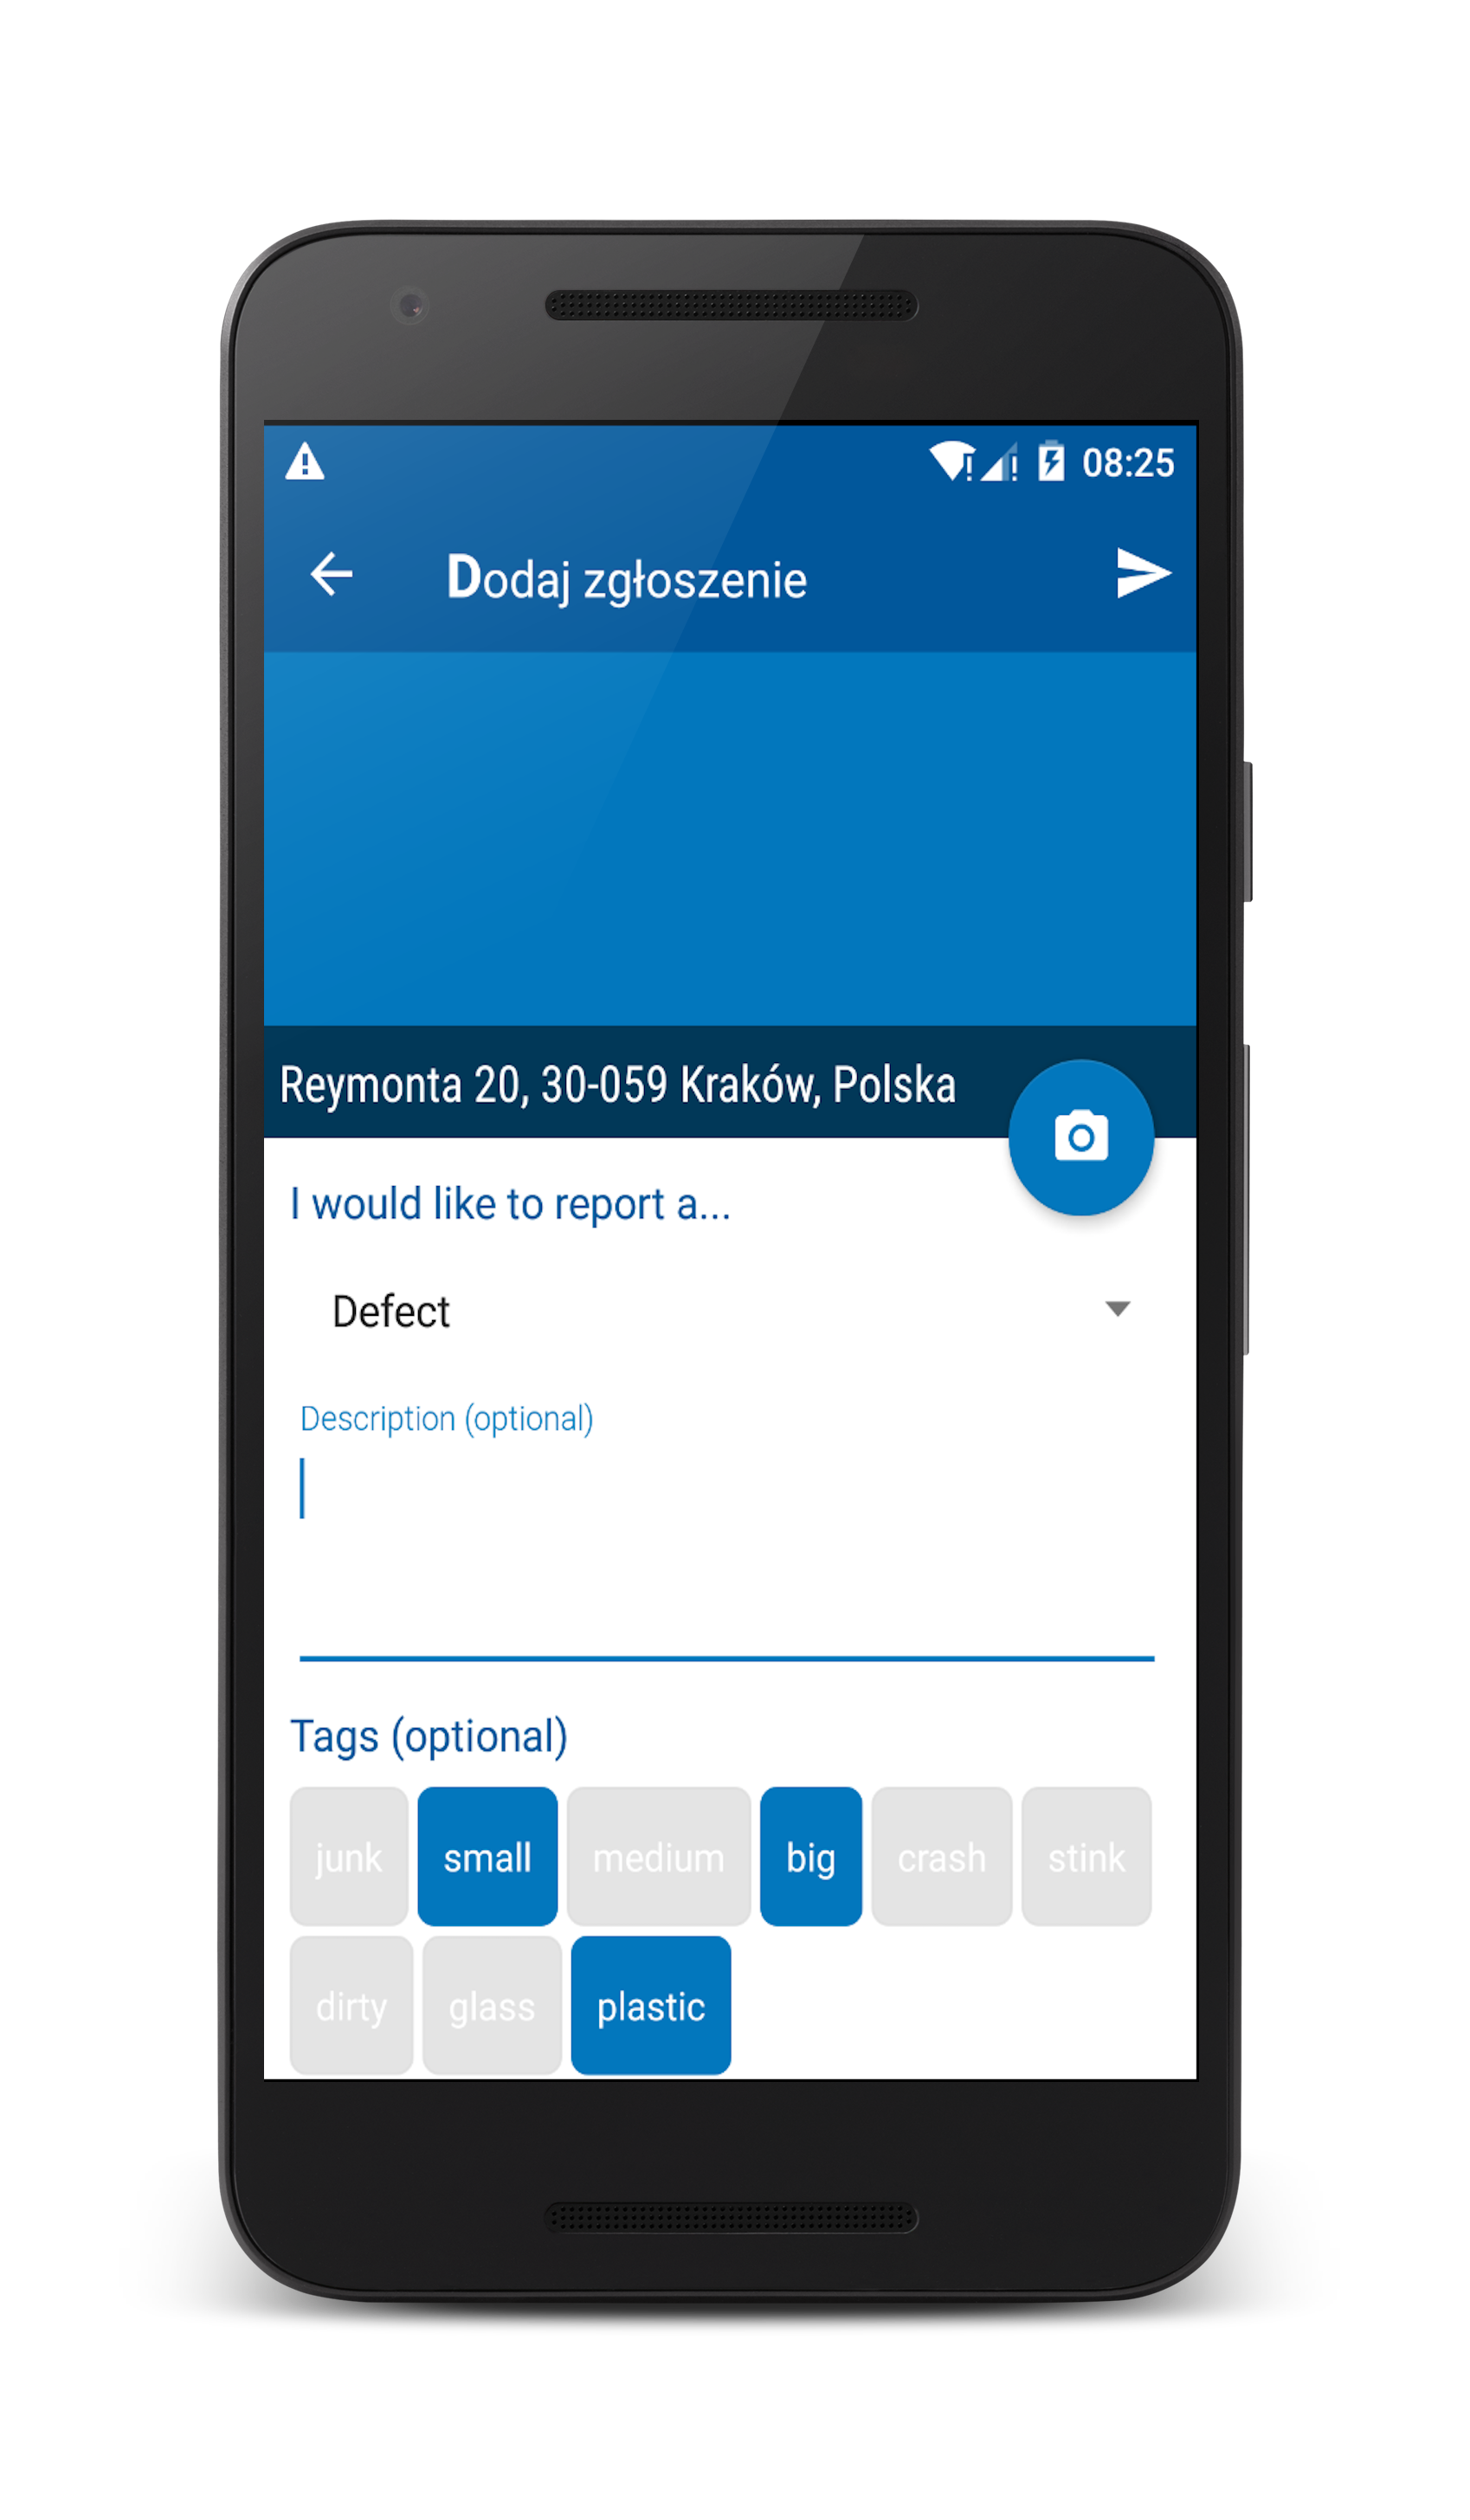 08:25
Dodaj zgłoszenie
Reymonta 20, 30-059 Kraków, Polska
I would like to report a...
Defect
Description (optional)
Tags (optional)
junk small medium big crash stink
dirty glass plastic